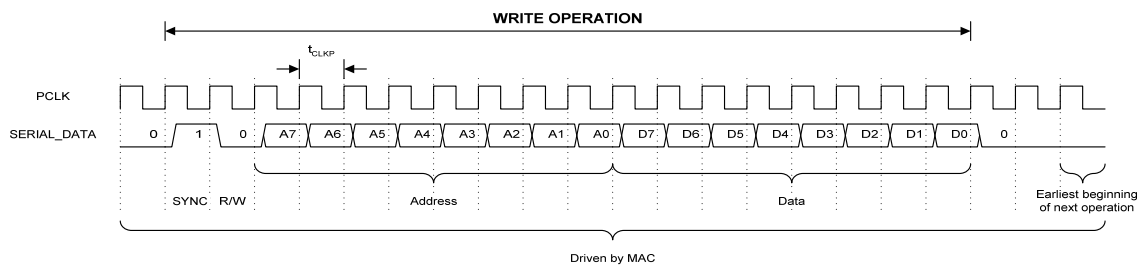 WRITE OPERATION
t_CLKP
PCLK
SERIAL_DATA
0 1 0 A7 A6 A5 A4 A3 A2 A1 A0 D7 D6 D5 D4 D3 D2 D1 D0 0
SYNC R/W Address Data Earliest beginning
of next operation
Driven by MAC